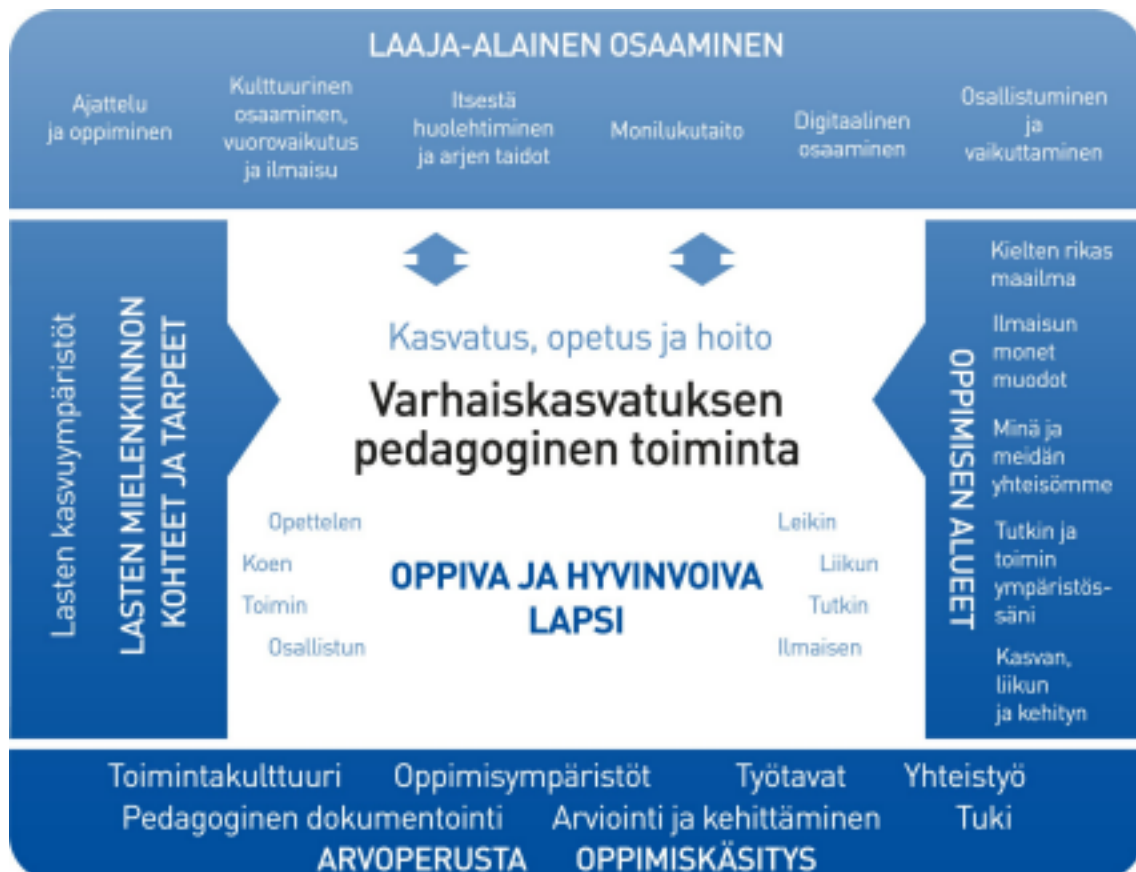 LAAJA-ALAINEN OSAAMINEN
Ajattelu
ja oppiminen
Kulttuurinen
osaaminen,
vuorovaikutus
ja ilmaisu
Itsestä
huolehtiminen
ja arjen taidot
Monilukutaito
Digitaalinen
osaaminen
Osallistuminen
ja
vaikuttaminen
Lasten kasvuympäristöt
LASTEN MIELENKIINNON
KOHTEET JA TARPEET
Kasvatus, opetus ja hoito
Varhaiskasvatuksen
pedagoginen toiminta
Opettelen
Koen
Toimin
Osallistun
OPPIVA JA HYVINVOIVA
LAPSI
Leikin
Liikun
Tutkin
Ilmaisen
OPPIMISEN ALUEET
Kielten rikas
maailma
Ilmaisun
monet
muodot
Minä ja
meidän
yhteisömme
Tutkin ja
toimin
ympäristös-
säni
Kasvan,
liikun
ja kehityn
Toimintakulttuuri Oppimisympäristöt Työtavat Yhteistyö
Pedagoginen dokumentointi Arviointi ja kehittäminen Tuki
ARVOPERUSTA OPPIMISKÄSITYS